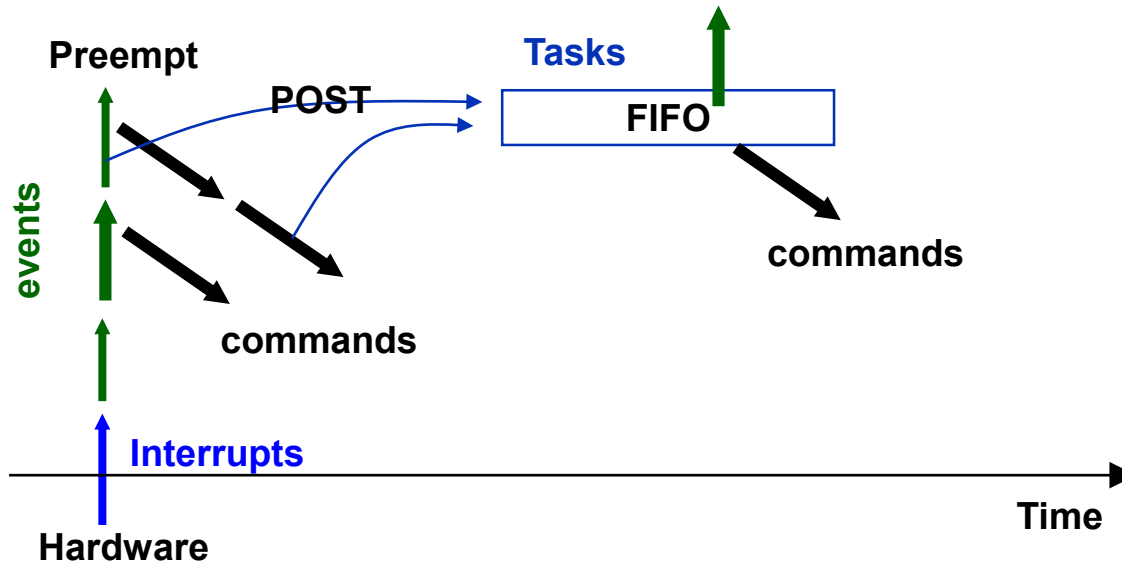 Preempt
Tasks
POST
FIFO
events
commands
commands
Interrupts
Time
Hardware